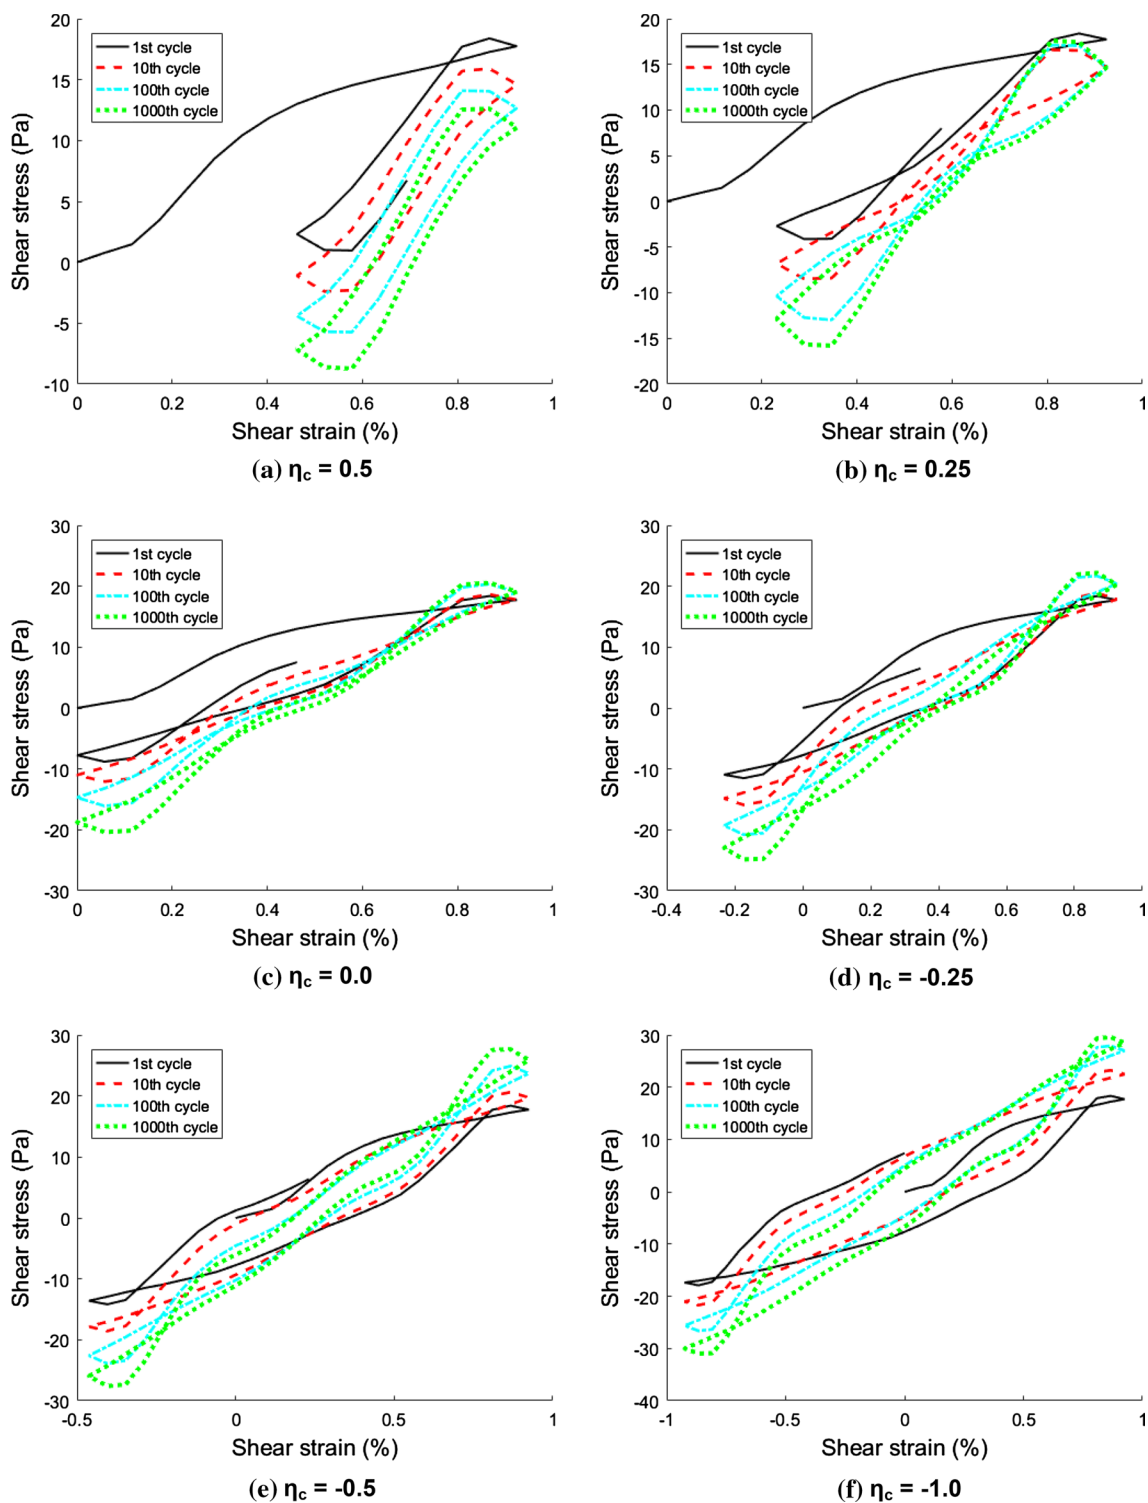 20
15
10
5
0
-5
-10
Shear stress (Pa)
1st cycle
10th cycle
100th cycle
1000th cycle
0 0.2 0.4 0.6 0.8 1
Shear strain (%)
(a) ηc = 0.5
20
15
10
5
0
-5
-10
-15
-20
Shear stress (Pa)
1st cycle
10th cycle
100th cycle
1000th cycle
0 0.2 0.4 0.6 0.8 1
Shear strain (%)
(b) ηc = 0.25
30
20
10
0
-10
-20
-30
Shear stress (Pa)
1st cycle
10th cycle
100th cycle
1000th cycle
0 0.2 0.4 0.6 0.8 1
Shear strain (%)
(c) ηc = 0.0
30
20
10
0
-10
-20
-30
Shear stress (Pa)
1st cycle
10th cycle
100th cycle
1000th cycle
-0.4 -0.2 0 0.2 0.4 0.6 0.8 1
Shear strain (%)
(d) ηc = -0.25
30
20
10
0
-10
-20
-30
Shear stress (Pa)
1st cycle
10th cycle
100th cycle
1000th cycle
-0.5 0 0.5 1
Shear strain (%)
(e) ηc = -0.5
30
20
10
0
-10
-20
-30
-40
Shear stress (Pa)
1st cycle
10th cycle
100th cycle
1000th cycle
-1 -0.5 0 0.5 1
Shear strain (%)
(f) ηc = -1.0